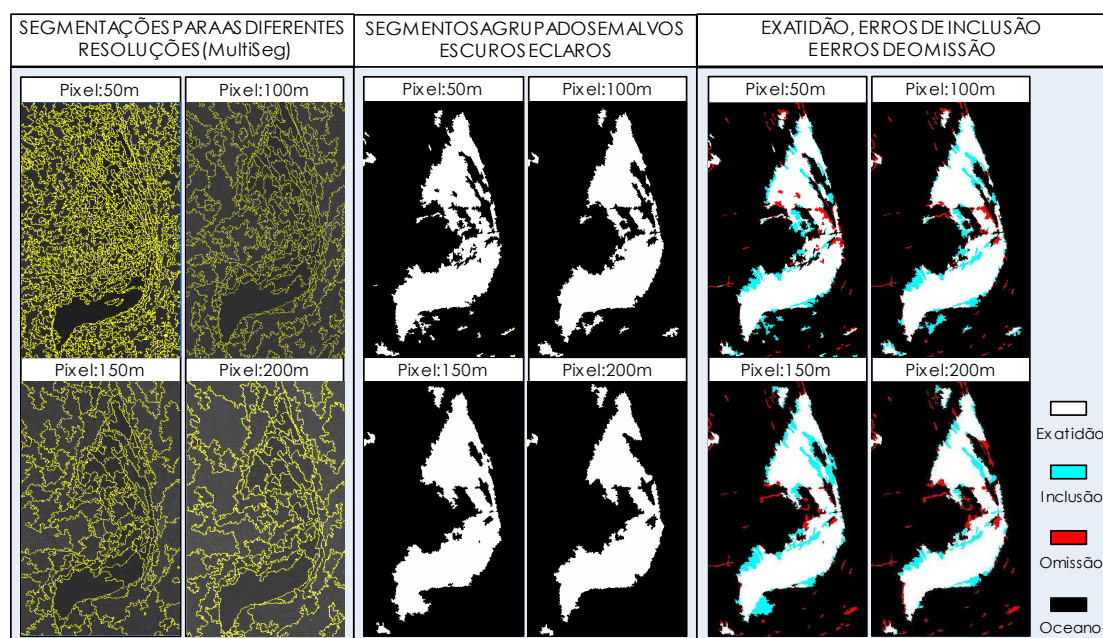 SEGMENTAÇÕES PARA AS DIFERENTES
RESOLUÇÕES (MultiSeg)
SEGMENTOS AGRUPADOS EM ALVOS
ESCUROS E CLAROS
EXATIDÃO, ERROS DE INCLUSÃO
E ERROS DE OMISSÃO
Pixel:50m
Pixel:100m
Pixel:50m
Pixel:100m
Pixel:50m
Pixel:100m
Pixel:150m
Pixel:200m
Pixel:150m
Pixel:200m
Pixel:150m
Pixel:200m
Exatidão
Inclusão
Omissão
Oceano